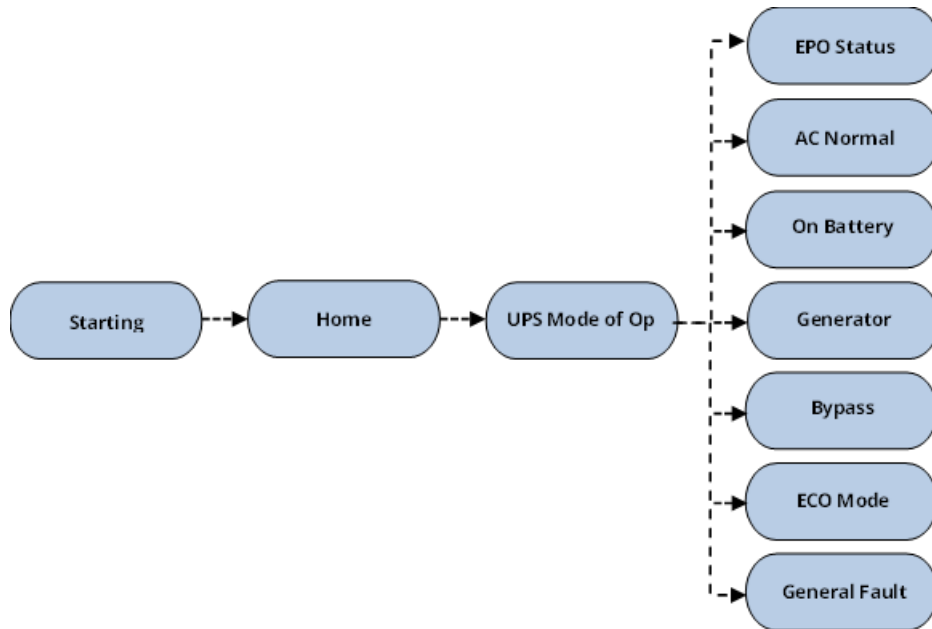 EPO Status
AC Normal
On Battery
Starting
Home
UPS Mode of Op
Generator
Bypass
ECO Mode
General Fault